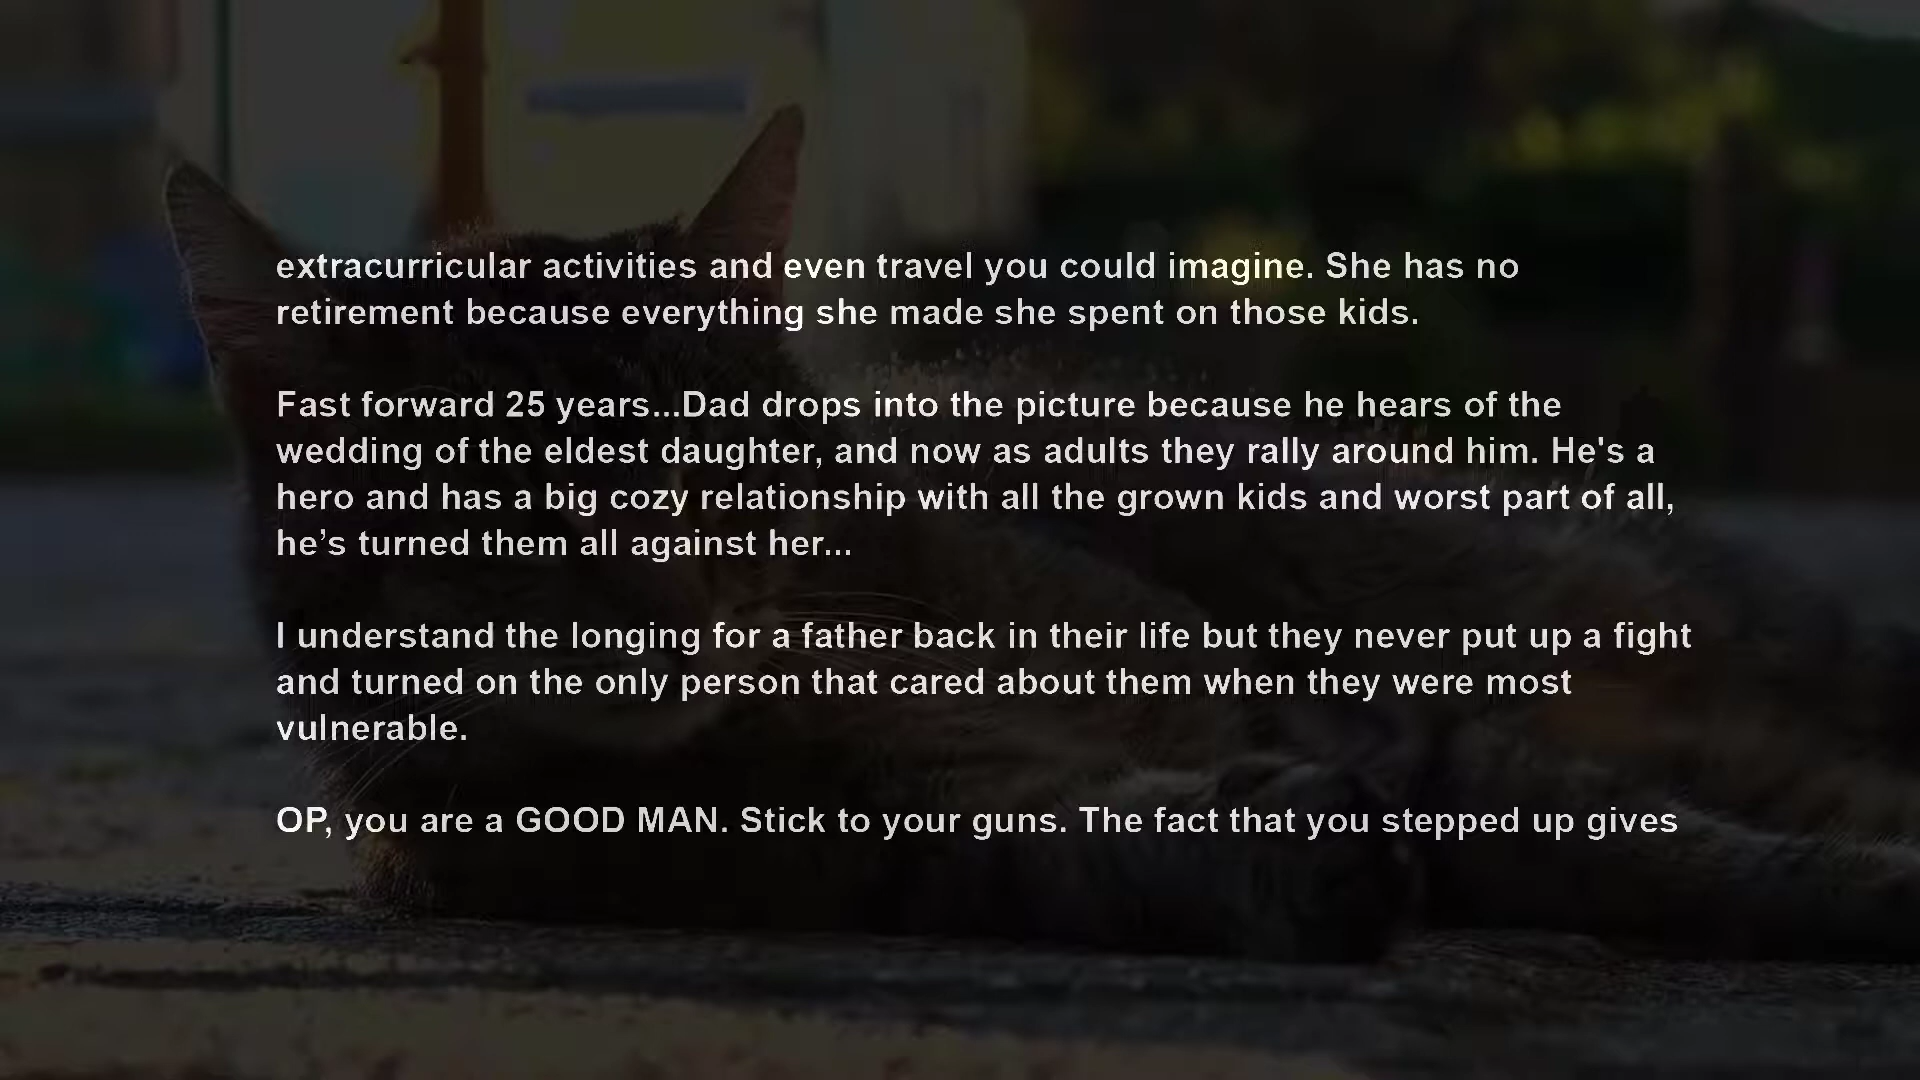 extracurricular activities and even travel you could imagine. She has no
retirement because everything she made she spent on those kids.
Fast forward 25 years...Dad drops into the picture because he hears of the
wedding of the eldest daughter, and now as adults they rally around him. He's a
hero and has a big cozy relationship with all the grown kids and worst part of all,
he’s turned them all against her...
I understand the longing for a father back in their life but they never put up a fight
and turned on the only person that cared about them when they were most
vulnerable.
OP, you are a GOOD MAN. Stick to your guns. The fact that you stepped up gives